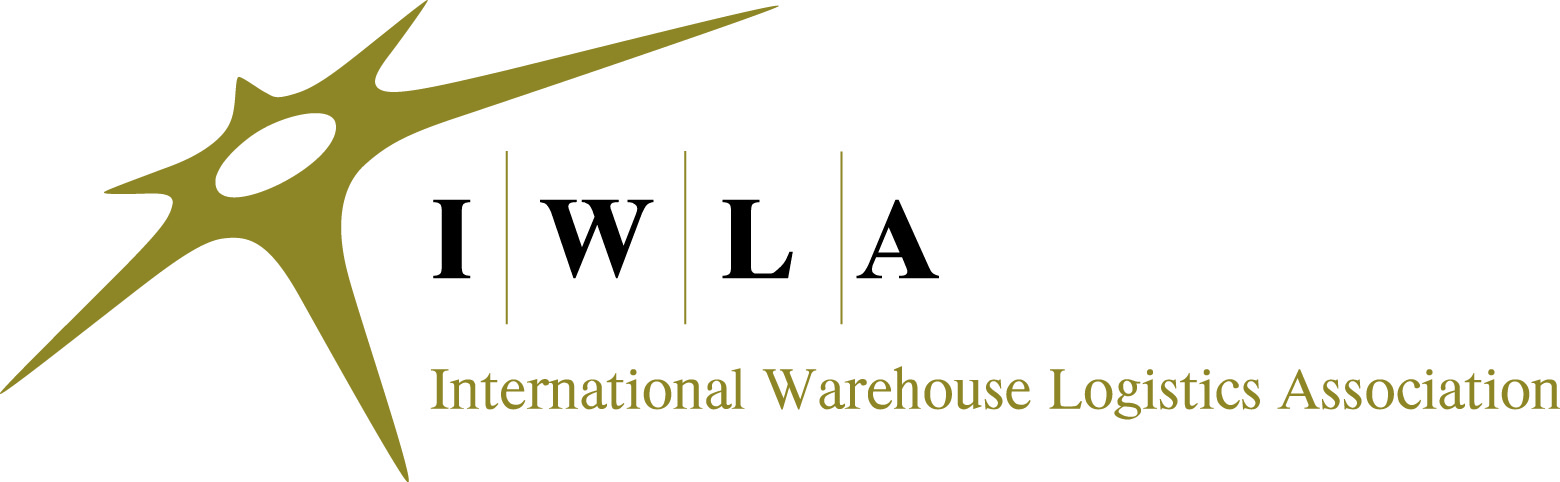 I W L A
International Warehouse Logistics Association